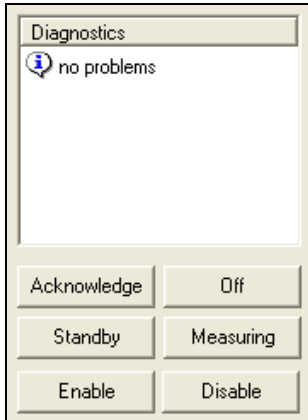 Diagnostics
no problems
Acknowledge Off
Standby Measuring
Enable Disable